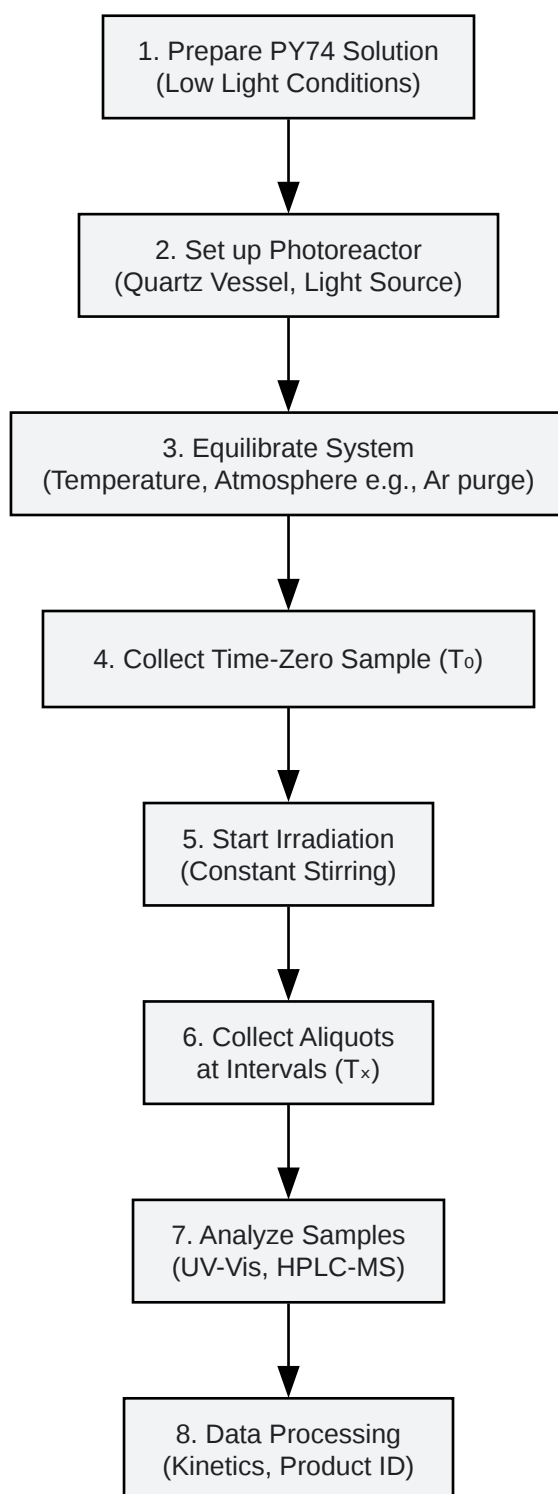 1. Prepare PY74 Solution
(Low Light Conditions)
2. Set up Photoreactor
(Quartz Vessel, Light Source)
3. Equilibrate System
(Temperature, Atmosphere e.g., Ar purge)
4. Collect Time-Zero Sample (T₀)
5. Start Irradiation
(Constant Stirring)
6. Collect Aliquots
at Intervals (Tₓ)
7. Analyze Samples
(UV-Vis, HPLC-MS)
8. Data Processing
(Kinetics, Product ID)